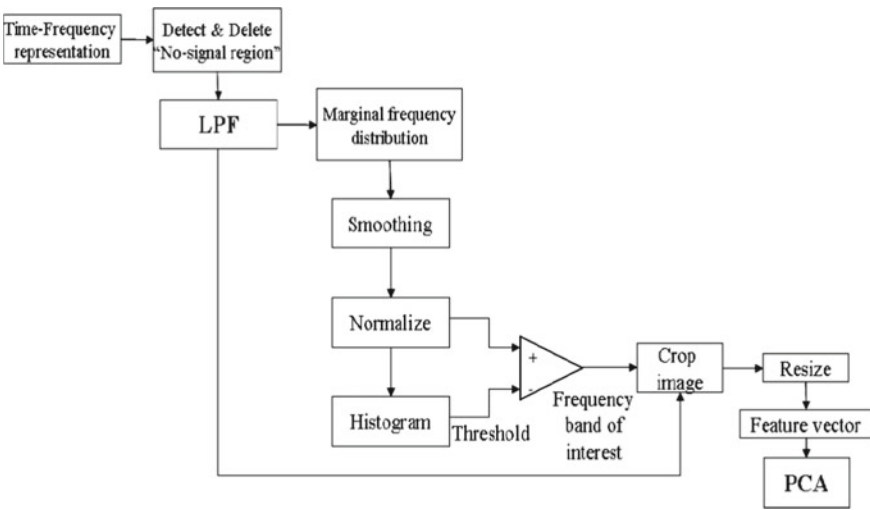 Time-Frequency
representation
Detect & Delete
“No-signal region”
LPF
Marginal frequency
distribution
Smoothing
Normalize
Histogram
Threshold
+
-
Frequency
band of
interest
Crop
image
Resize
Feature vector
PCA